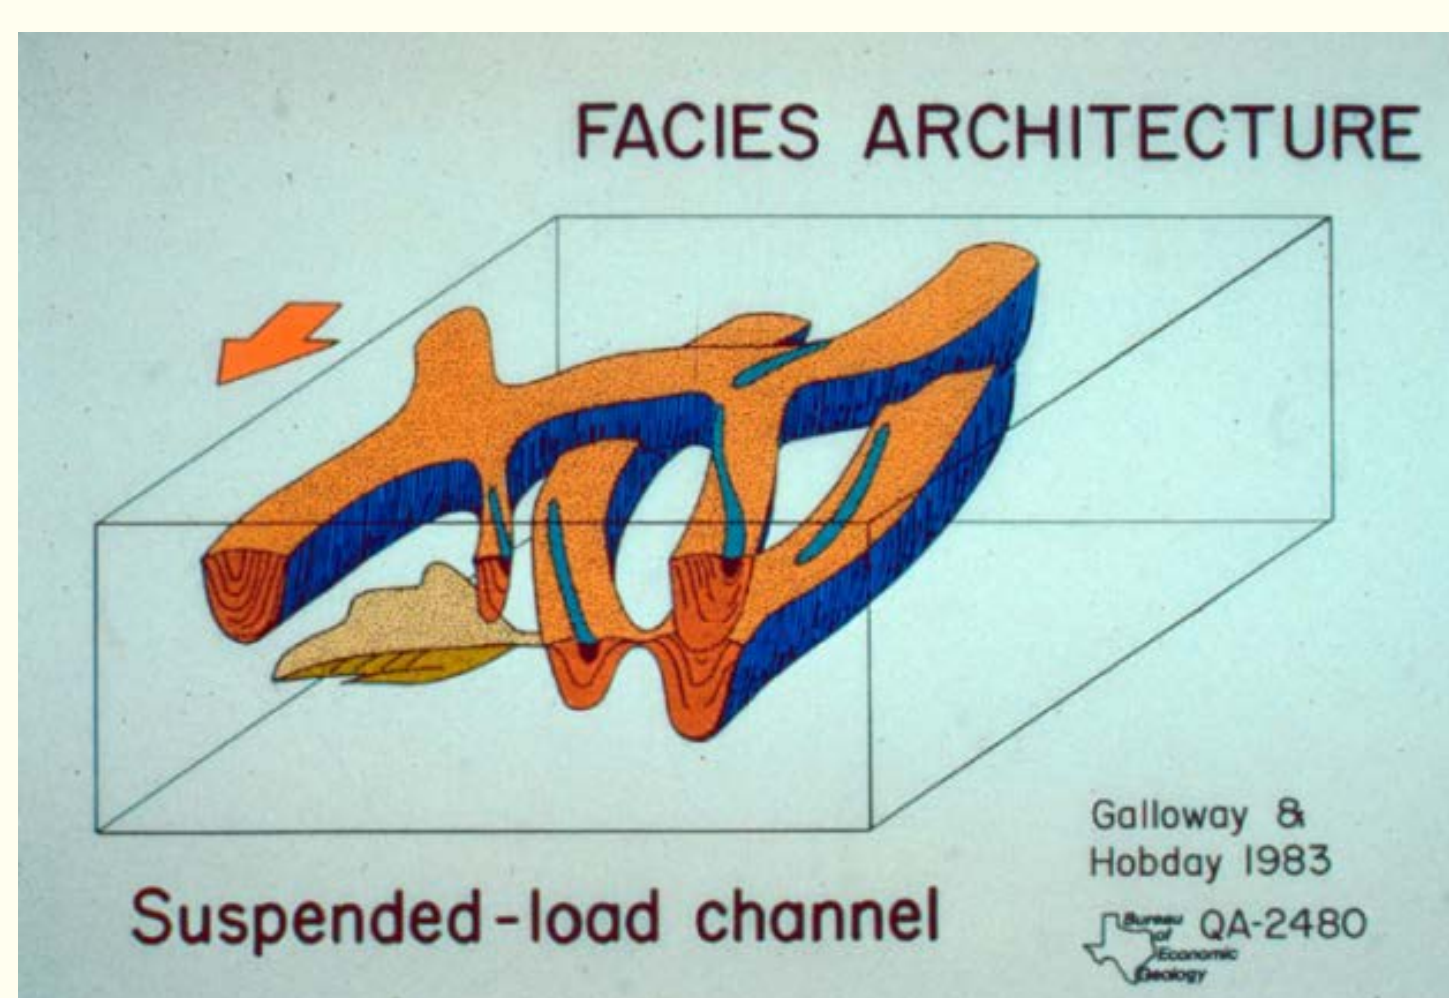 FACIES ARCHITECTURE
Suspended-load channel
Galloway &
Hobday 1983
QA-2480
Bureau
of
Economic
Geology